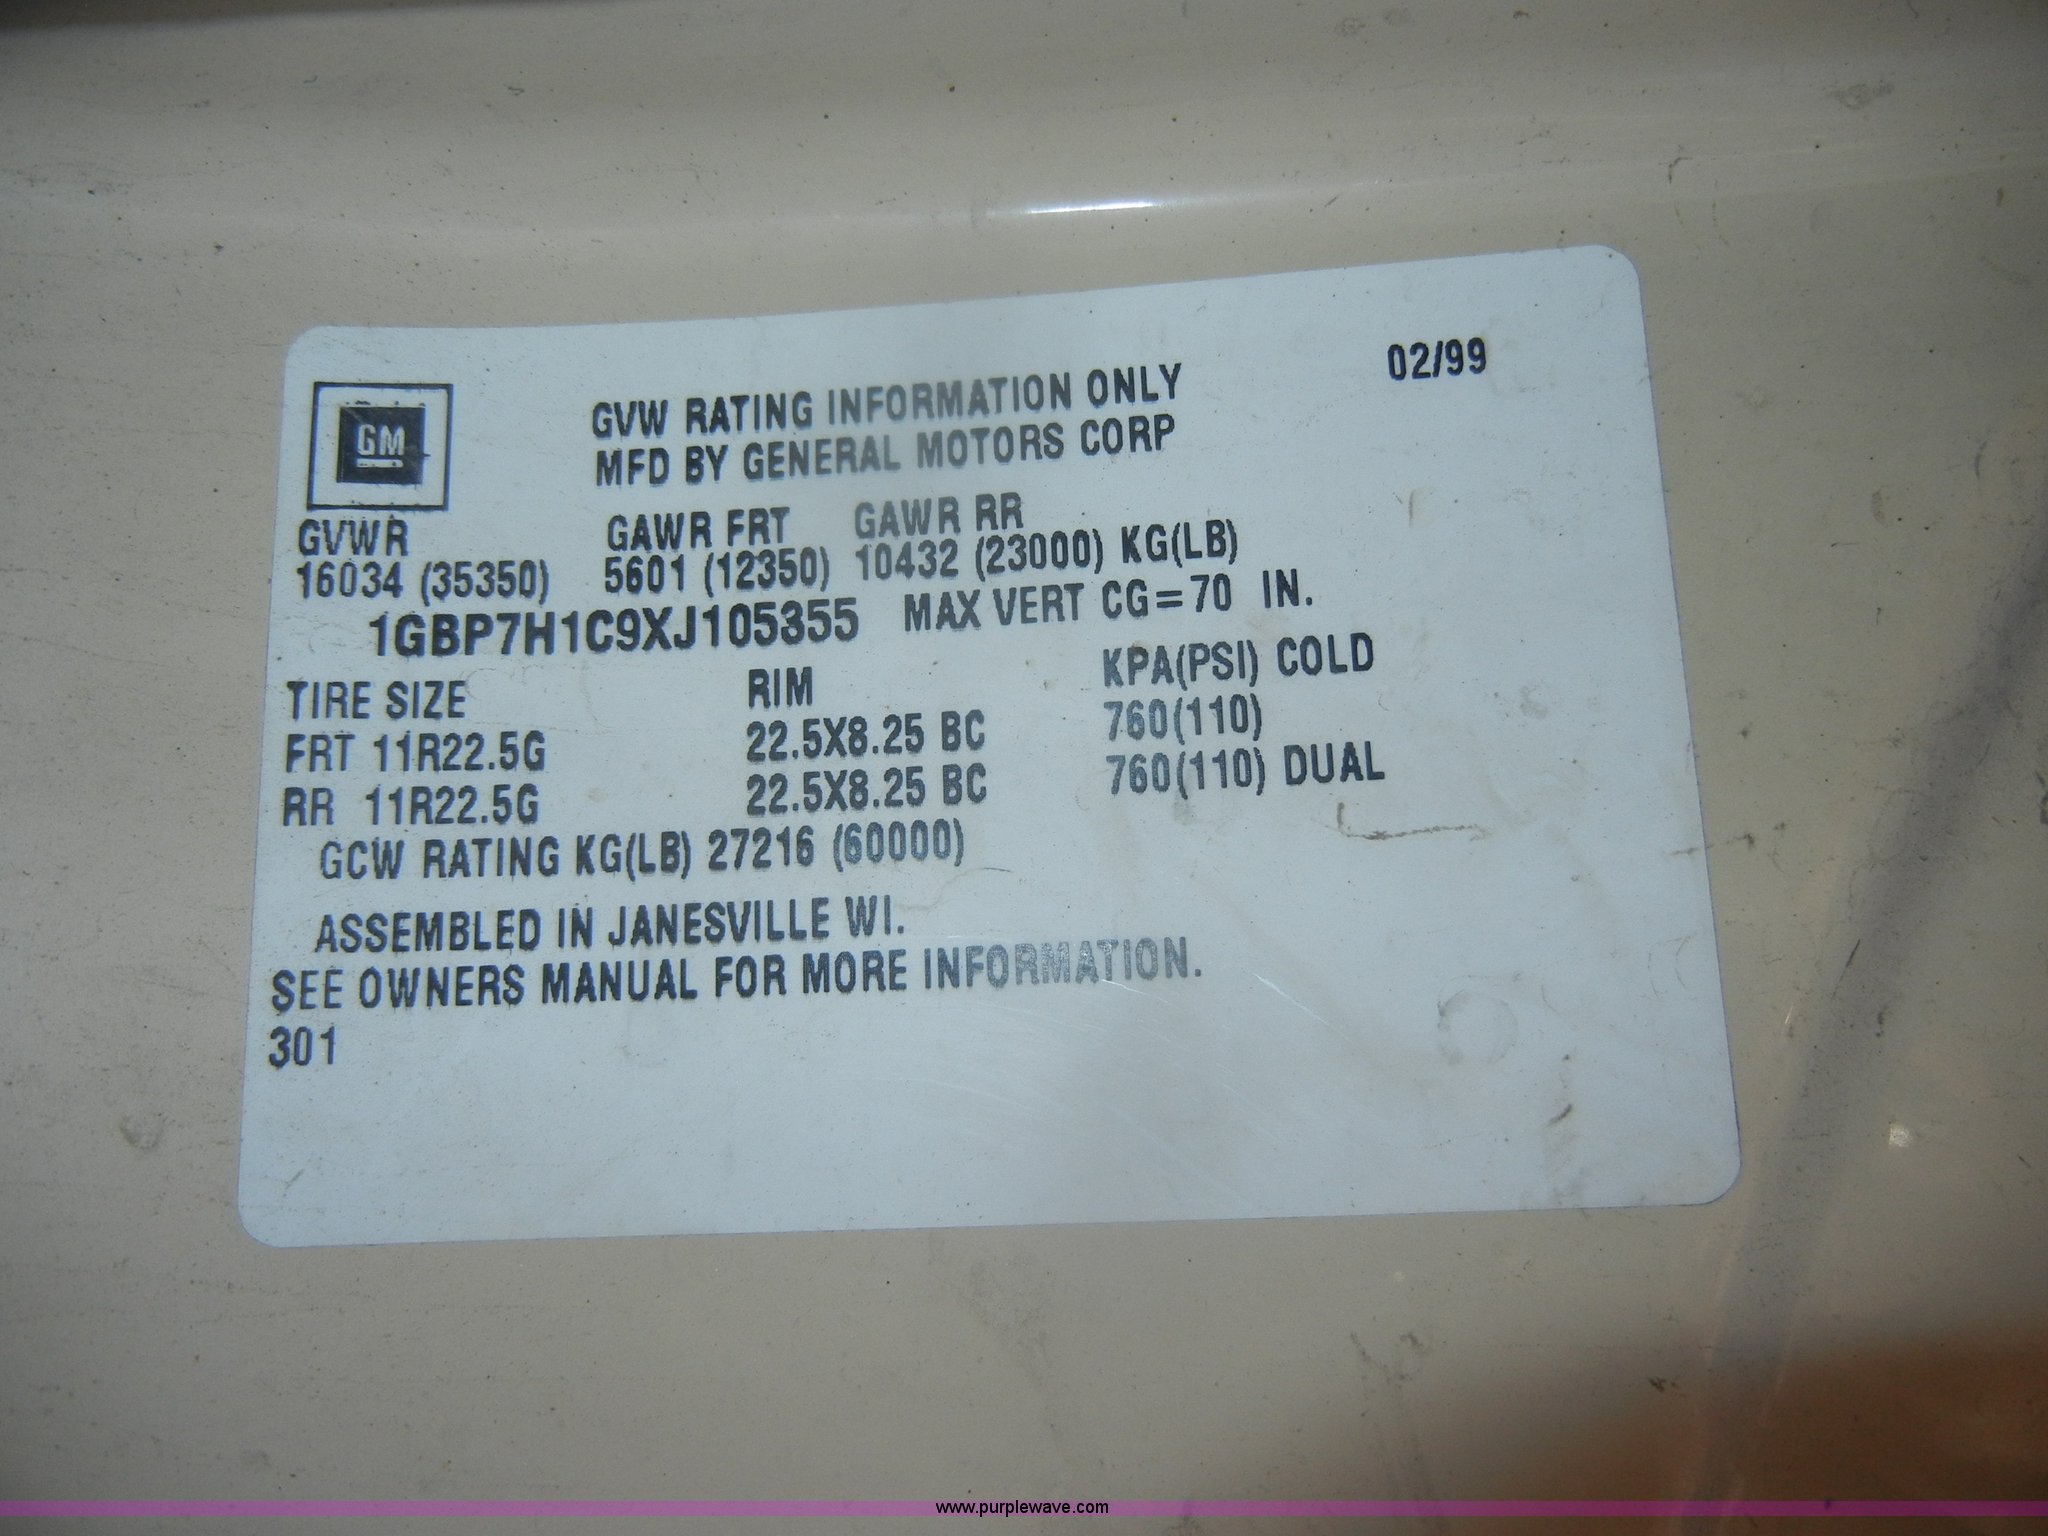 02/99
GM
GVW RATING INFORMATION ONLY
MFD BY GENERAL MOTORS CORP
GVWR GAWR FRT GAWR RR
16034 (35350) 5601 (12350) 10432 (23000) KG(LB)
1GBP7H1C9XJ105355 MAX VERT CG=70 IN.
TIRE SIZE RIM KPA(PSI) COLD
FRT 11R22.5G 22.5X8.25 BC 760(110)
RR 11R22.5G 22.5X8.25 BC 760(110) DUAL
GCW RATING KG(LB) 27216 (60000)
ASSEMBLED IN JANESVILLE WI.
SEE OWNERS MANUAL FOR MORE INFORMATION.
301
www.purplewave.com